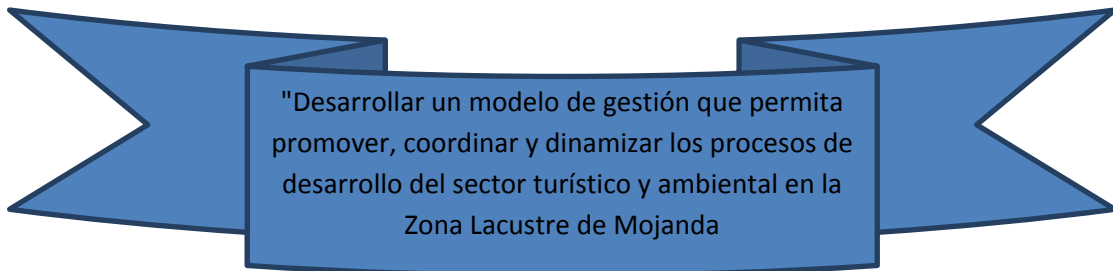 "Desarrollar un modelo de gestión que permita
promover, coordinar y dinamizar los procesos de
desarrollo del sector turístico y ambiental en la
Zona Lacustre de Mojanda